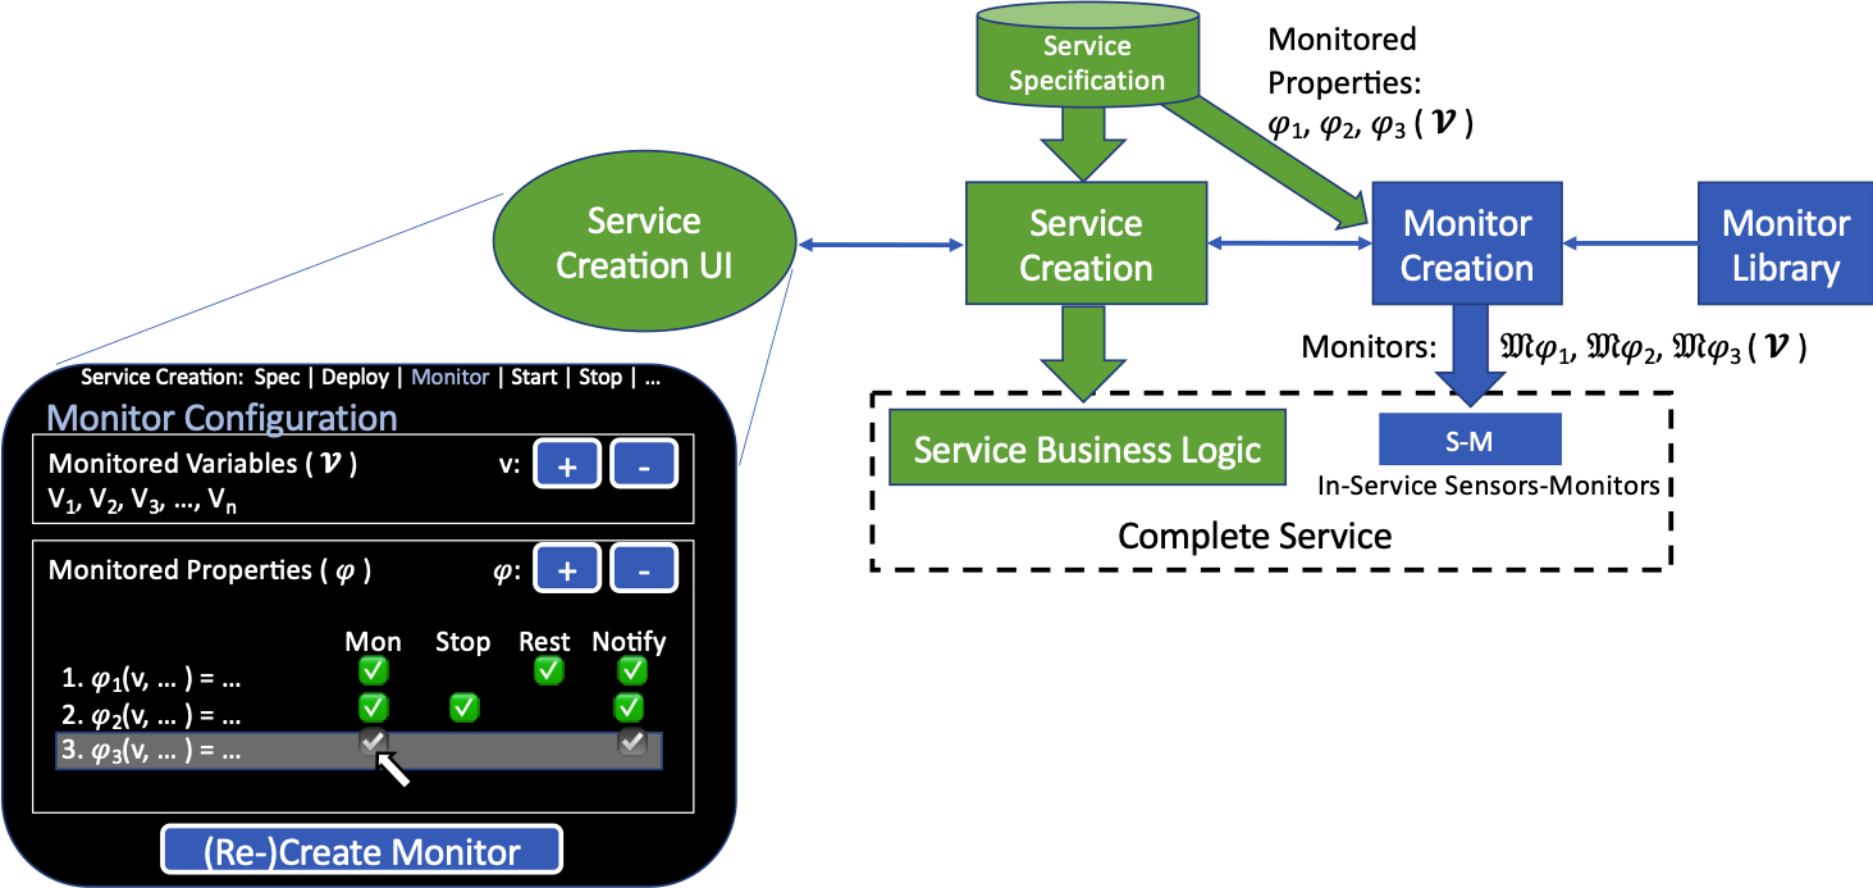 Service
Specification
Monitored
Properties:
φ₁, φ₂, φ₃ ( 𝓥 )
Service
Creation UI
Service
Creation
Monitor
Creation
Monitor
Library
Monitors:
𝕸φ₁, 𝕸φ₂, 𝕸φ₃ ( 𝓥 )
Service Business Logic
S-M
In-Service Sensors-Monitors
Complete Service
Service Creation: Spec | Deploy | Monitor | Start | Stop | ...
Monitor Configuration
Monitored Variables ( 𝓥 ) v: + -
V₁, V₂, V₃, ..., Vₙ
Monitored Properties ( φ ) φ: + -
Mon Stop Rest Notify
1. φ₁(v, ... ) = ...
2. φ₂(v, ... ) = ...
3. φ₃(v, ... ) = ...
(Re-)Create Monitor